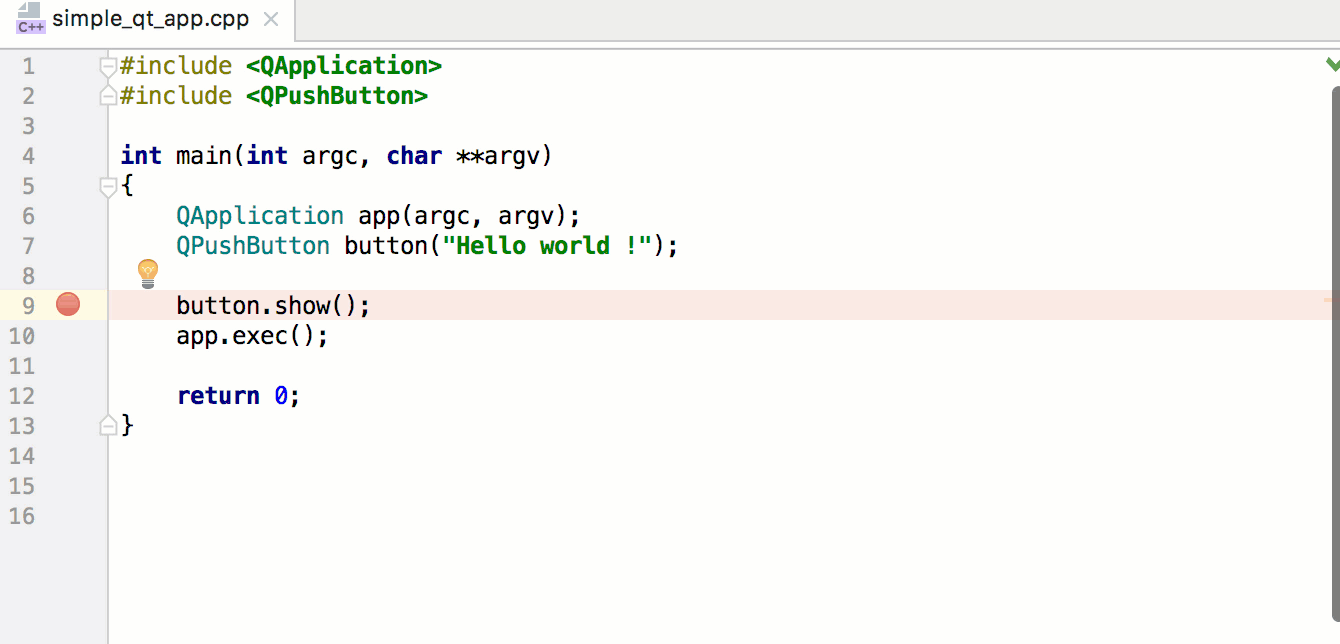 C++ simple_qt_app.cpp
1 #include <QApplication>
2 #include <QPushButton>
3
4 int main(int argc, char **argv)
5 {
6     QApplication app(argc, argv);
7     QPushButton button("Hello world !");
8
9     button.show();
10     app.exec();
11
12     return 0;
13 }
14
15
16